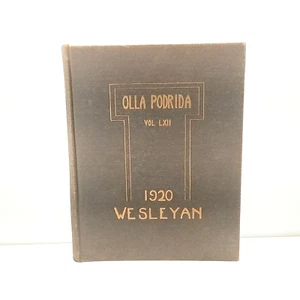 OLLA PODRIDA
VOL. LXII
1920
WESLEYAN